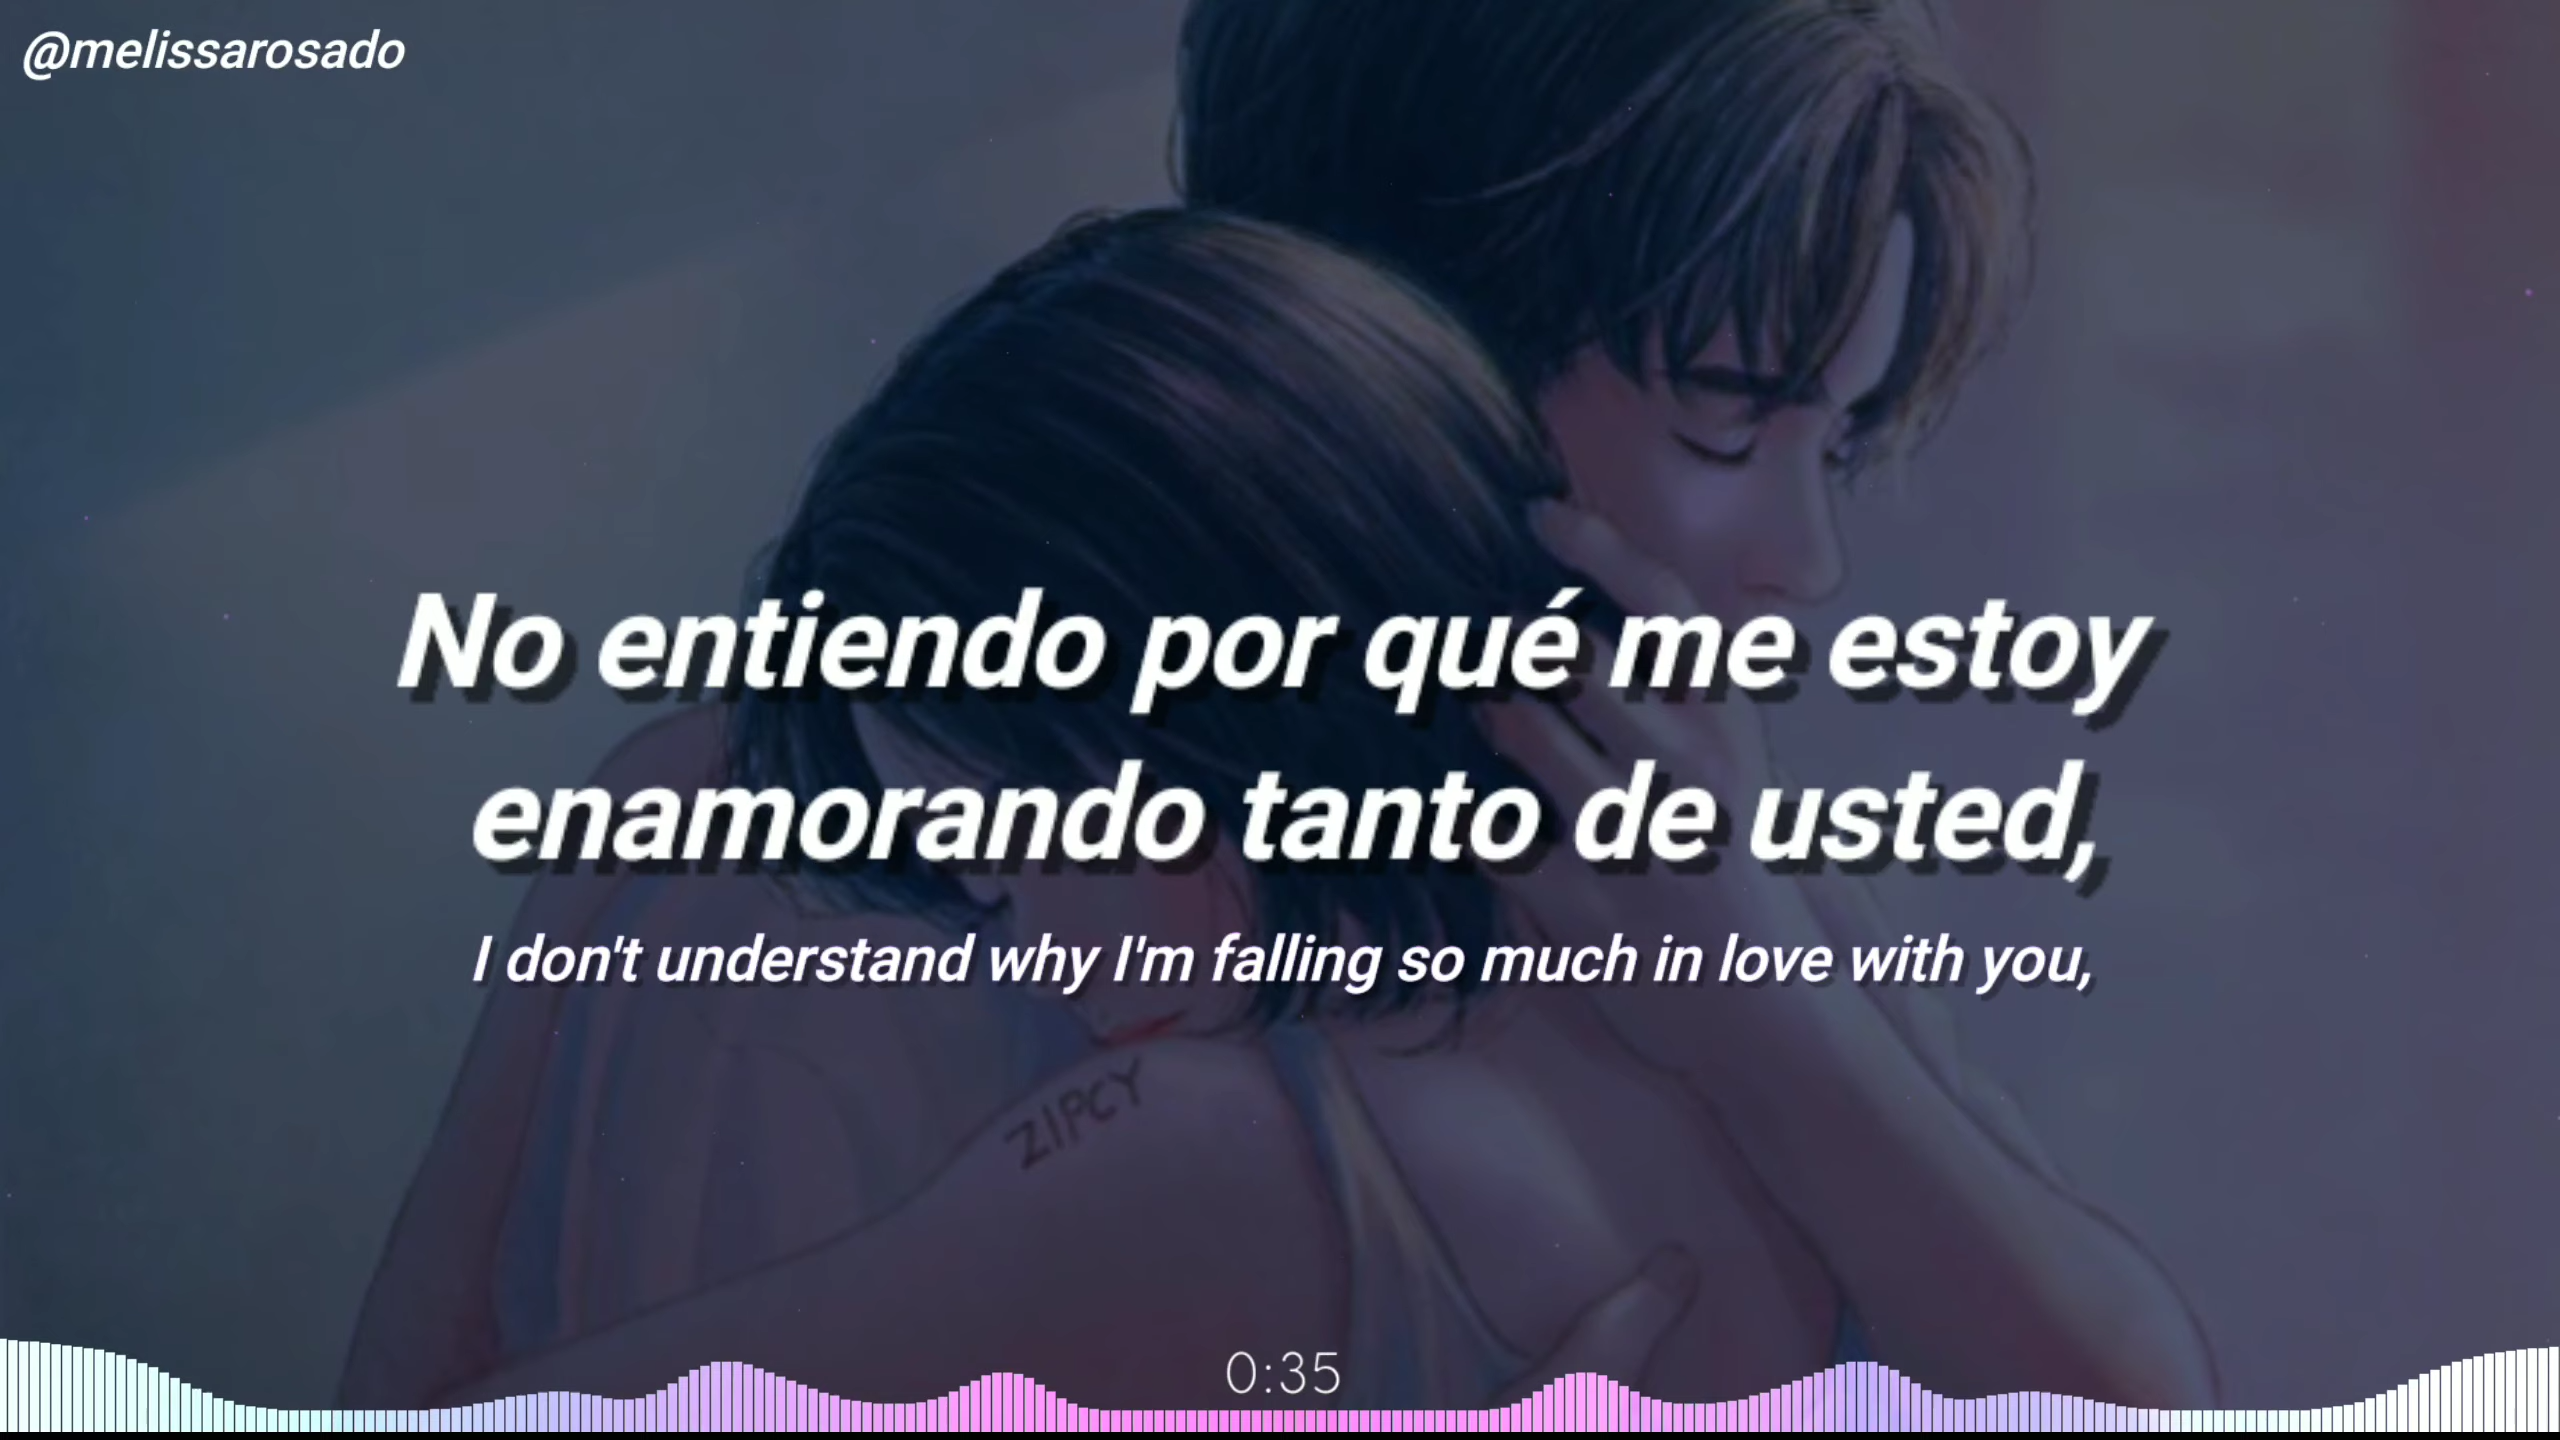 @melissarosado
No entiendo por qué me estoy
enamorando tanto de usted,
I don't understand why I'm falling so much in love with you,
ZIPCY
0:35